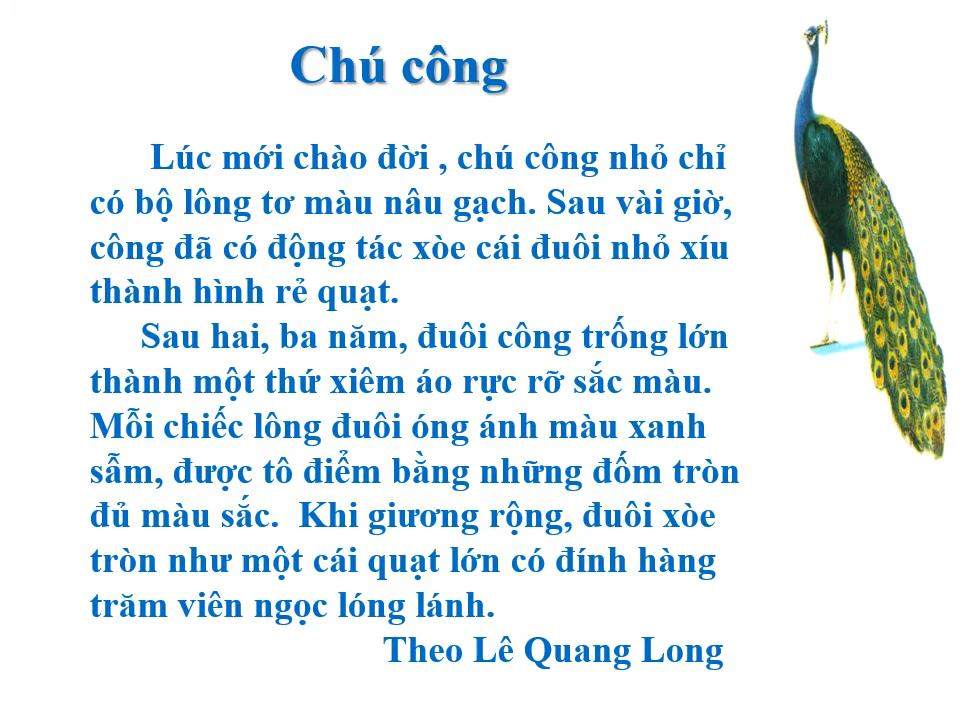 Chú công
Lúc mới chào đời , chú công nhỏ chỉ
có bộ lông tơ màu nâu gạch. Sau vài giờ,
công đã có động tác xòe cái đuôi nhỏ xíu
thành hình rẻ quạt.
Sau hai, ba năm, đuôi công trống lớn
thành một thứ xiêm áo rực rỡ sắc màu.
Mỗi chiếc lông đuôi óng ánh màu xanh
sẫm, được tô điểm bằng những đốm tròn
đủ màu sắc. Khi giương rộng, đuôi xòe
tròn như một cái quạt lớn có đính hàng
trăm viên ngọc lóng lánh.
Theo Lê Quang Long